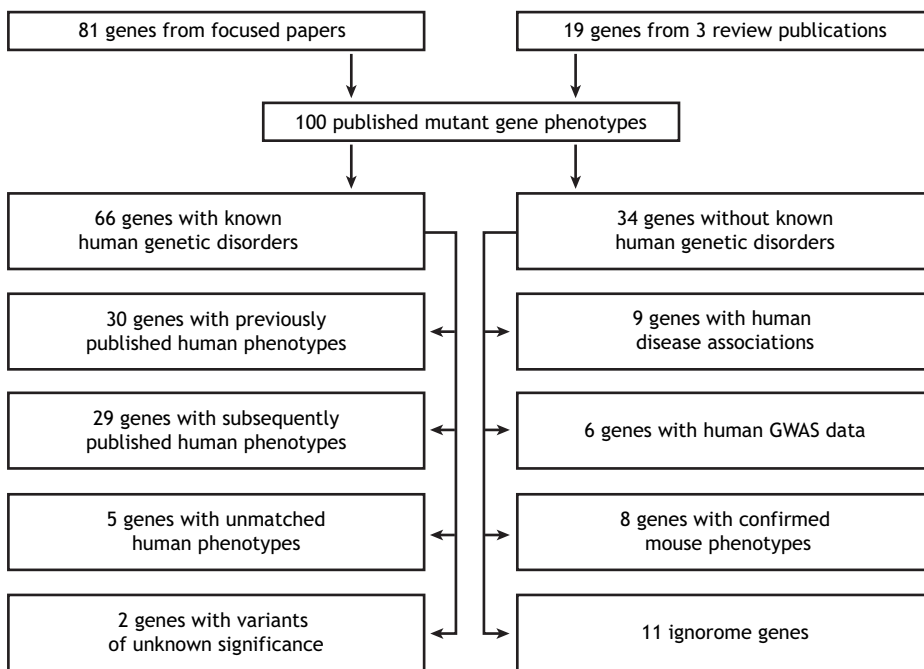 81 genes from focused papers
19 genes from 3 review publications
100 published mutant gene phenotypes
66 genes with known
human genetic disorders
34 genes without known
human genetic disorders
30 genes with previously
published human phenotypes
9 genes with human
disease associations
29 genes with subsequently
published human phenotypes
6 genes with human GWAS data
5 genes with unmatched
human phenotypes
8 genes with confirmed
mouse phenotypes
2 genes with variants
of unknown significance
11 ignorome genes